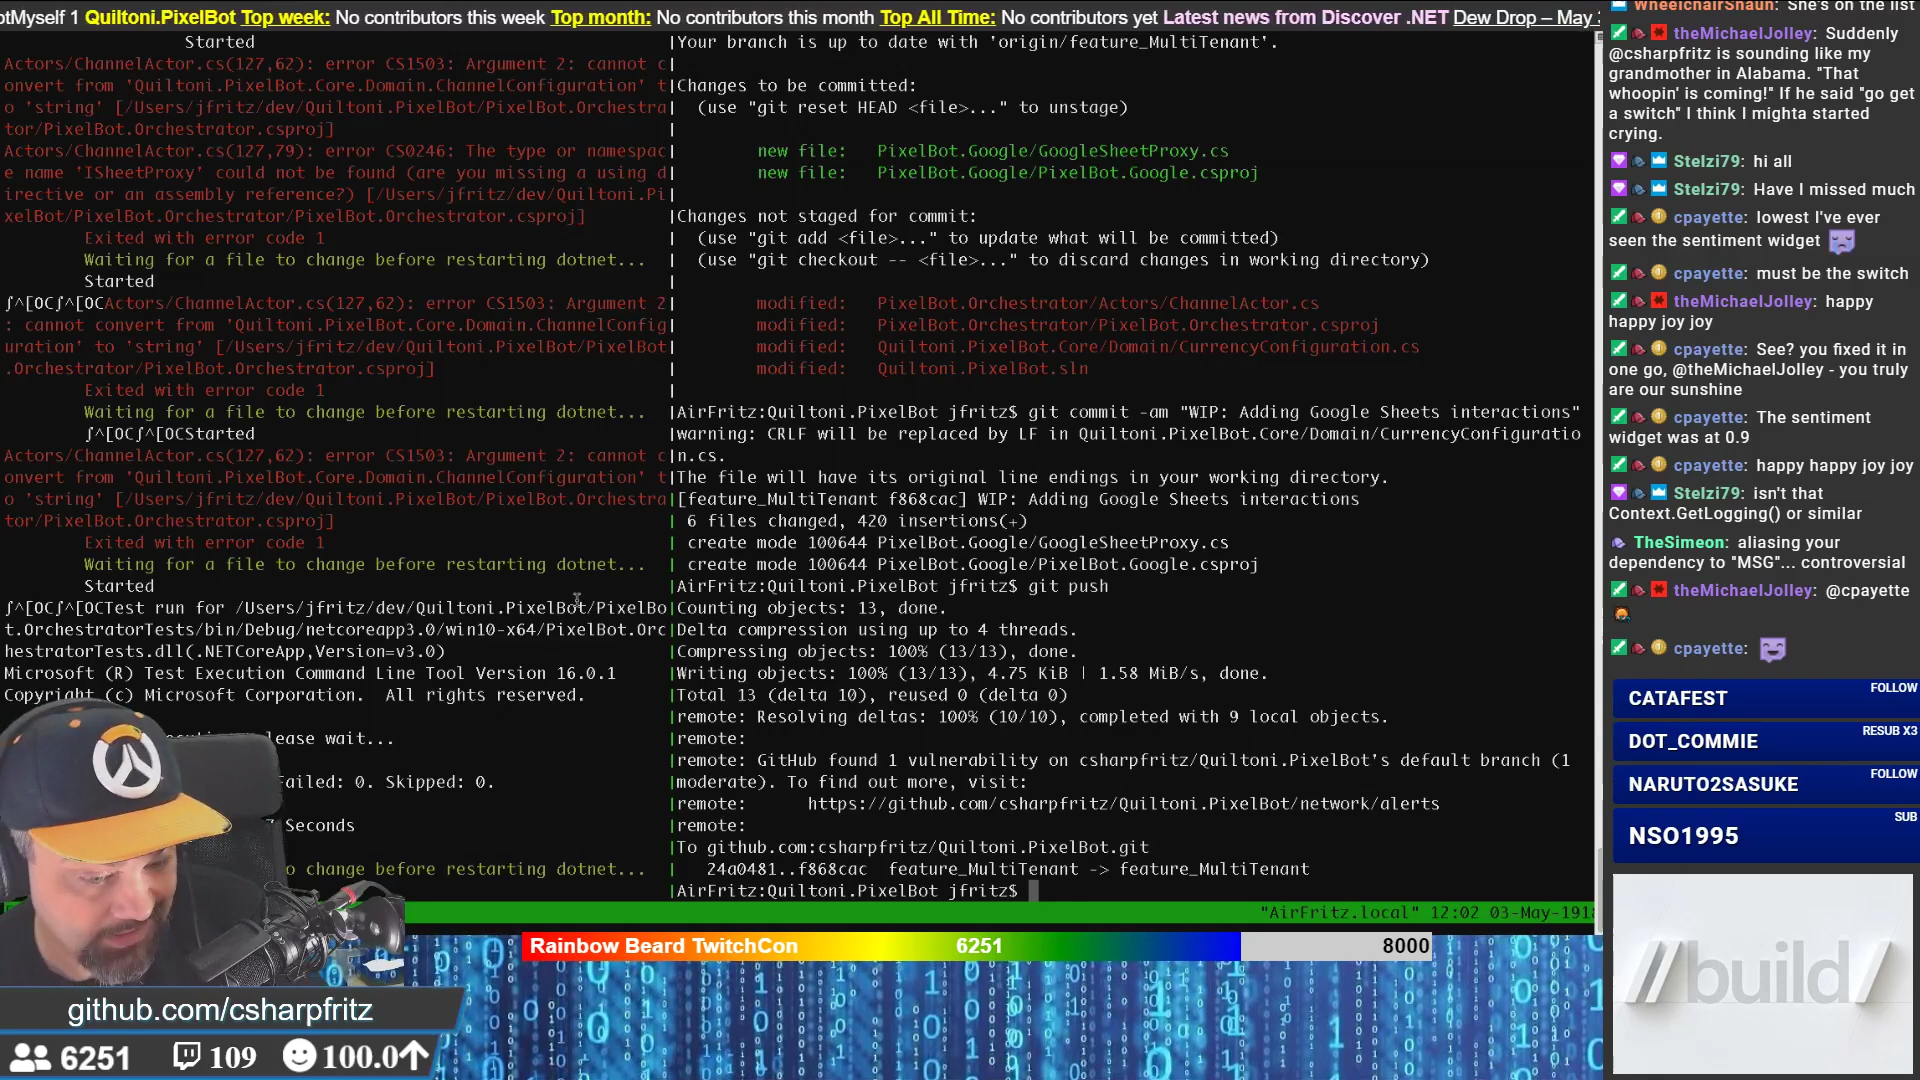 otMyself 1 Quiltoni.PixelBot Top week: No contributors this week Top month: No contributors this month Top All Time: No contributors yet Latest news from Discover .NET Dew Drop – May
Started
Actors/ChannelActor.cs(127,62): error CS1503: Argument 2: cannot c
onvert from 'Quiltoni.PixelBot.Core.Domain.ChannelConfiguration' t
o 'string' [/Users/jfritz/dev/Quiltoni.PixelBot/PixelBot.Orchestra
tor/PixelBot.Orchestrator.csproj]
Actors/ChannelActor.cs(127,79): error CS0246: The type or namespac
e name 'ISheetProxy' could not be found (are you missing a using d
irective or an assembly reference?) [/Users/jfritz/dev/Quiltoni.Pi
xelBot/PixelBot.Orchestrator/PixelBot.Orchestrator.csproj]
Exited with error code 1
Waiting for a file to change before restarting dotnet...
Started
ʃ^[OCʃ^[OCActors/ChannelActor.cs(127,62): error CS1503: Argument 2
: cannot convert from 'Quiltoni.PixelBot.Core.Domain.ChannelConfig
uration' to 'string' [/Users/jfritz/dev/Quiltoni.PixelBot/PixelBot
.Orchestrator/PixelBot.Orchestrator.csproj]
Exited with error code 1
Waiting for a file to change before restarting dotnet...
ʃ^[OCʃ^[OCStarted
Actors/ChannelActor.cs(127,62): error CS1503: Argument 2: cannot c
onvert from 'Quiltoni.PixelBot.Core.Domain.ChannelConfiguration' t
o 'string' [/Users/jfritz/dev/Quiltoni.PixelBot/PixelBot.Orchestra
tor/PixelBot.Orchestrator.csproj]
Exited with error code 1
Waiting for a file to change before restarting dotnet...
Started
ʃ^[OCʃ^[OCTest run for /Users/jfritz/dev/Quiltoni.PixelBot/PixelBo
t.OrchestratorTests/bin/Debug/netcoreapp3.0/win10-x64/PixelBot.Orc
hestratorTests.dll(.NETCoreApp,Version=v3.0)
Microsoft (R) Test Execution Command Line Tool Version 16.0.1
Copyright (c) Microsoft Corporation.  All rights reserved.
lease wait...
ailed: 0. Skipped: 0.
Seconds
o change before restarting dotnet...
Your branch is up to date with 'origin/feature_MultiTenant'.
Changes to be committed:
(use "git reset HEAD <file>..." to unstage)
new file:   PixelBot.Google/GoogleSheetProxy.cs
new file:   PixelBot.Google/PixelBot.Google.csproj
Changes not staged for commit:
(use "git add <file>..." to update what will be committed)
(use "git checkout -- <file>..." to discard changes in working directory)
modified:   PixelBot.Orchestrator/Actors/ChannelActor.cs
modified:   PixelBot.Orchestrator/PixelBot.Orchestrator.csproj
modified:   Quiltoni.PixelBot.Core/Domain/CurrencyConfiguration.cs
modified:   Quiltoni.PixelBot.sln
AirFritz:Quiltoni.PixelBot jfritz$ git commit -am "WIP: Adding Google Sheets interactions"
warning: CRLF will be replaced by LF in Quiltoni.PixelBot.Core/Domain/CurrencyConfiguratio
n.cs.
The file will have its original line endings in your working directory.
[feature_MultiTenant f868cac] WIP: Adding Google Sheets interactions
6 files changed, 420 insertions(+)
create mode 100644 PixelBot.Google/GoogleSheetProxy.cs
create mode 100644 PixelBot.Google/PixelBot.Google.csproj
AirFritz:Quiltoni.PixelBot jfritz$ git push
Counting objects: 13, done.
Delta compression using up to 4 threads.
Compressing objects: 100% (13/13), done.
Writing objects: 100% (13/13), 4.75 KiB | 1.58 MiB/s, done.
Total 13 (delta 10), reused 0 (delta 0)
remote: Resolving deltas: 100% (10/10), completed with 9 local objects.
remote:
remote: GitHub found 1 vulnerability on csharpfritz/Quiltoni.PixelBot's default branch (1
moderate). To find out more, visit:
remote:      https://github.com/csharpfritz/Quiltoni.PixelBot/network/alerts
remote:
To github.com:csharpfritz/Quiltoni.PixelBot.git
24a0481..f868cac  feature_MultiTenant -> feature_MultiTenant
AirFritz:Quiltoni.PixelBot jfritz$
"AirFritz.local" 12:02 03-May-191
WheelchairShaun: She's on the list
theMichaelJolley: Suddenly
@csharpfritz is sounding like my
grandmother in Alabama. "That
whoopin' is coming!" If he said "go get
a switch" I think I mighta started
crying.
Stelzi79: hi all
Stelzi79: Have I missed much
cpayette: lowest I've ever
seen the sentiment widget
cpayette: must be the switch
theMichaelJolley: happy
happy joy joy
cpayette: See? you fixed it in
one go, @theMichaelJolley - you truly
are our sunshine
cpayette: The sentiment
widget was at 0.9
cpayette: happy happy joy joy
Stelzi79: isn't that
Context.GetLogging() or similar
TheSimeon: aliasing your
dependency to "MSG"... controversial
theMichaelJolley: @cpayette
cpayette:
CATAFEST FOLLOW
DOT_COMMIE RESUB X3
NARUTO2SASUKE FOLLOW
NSO1995 SUB
//build/
Rainbow Beard TwitchCon 6251 8000
github.com/csharpfritz
6251 109 100.0